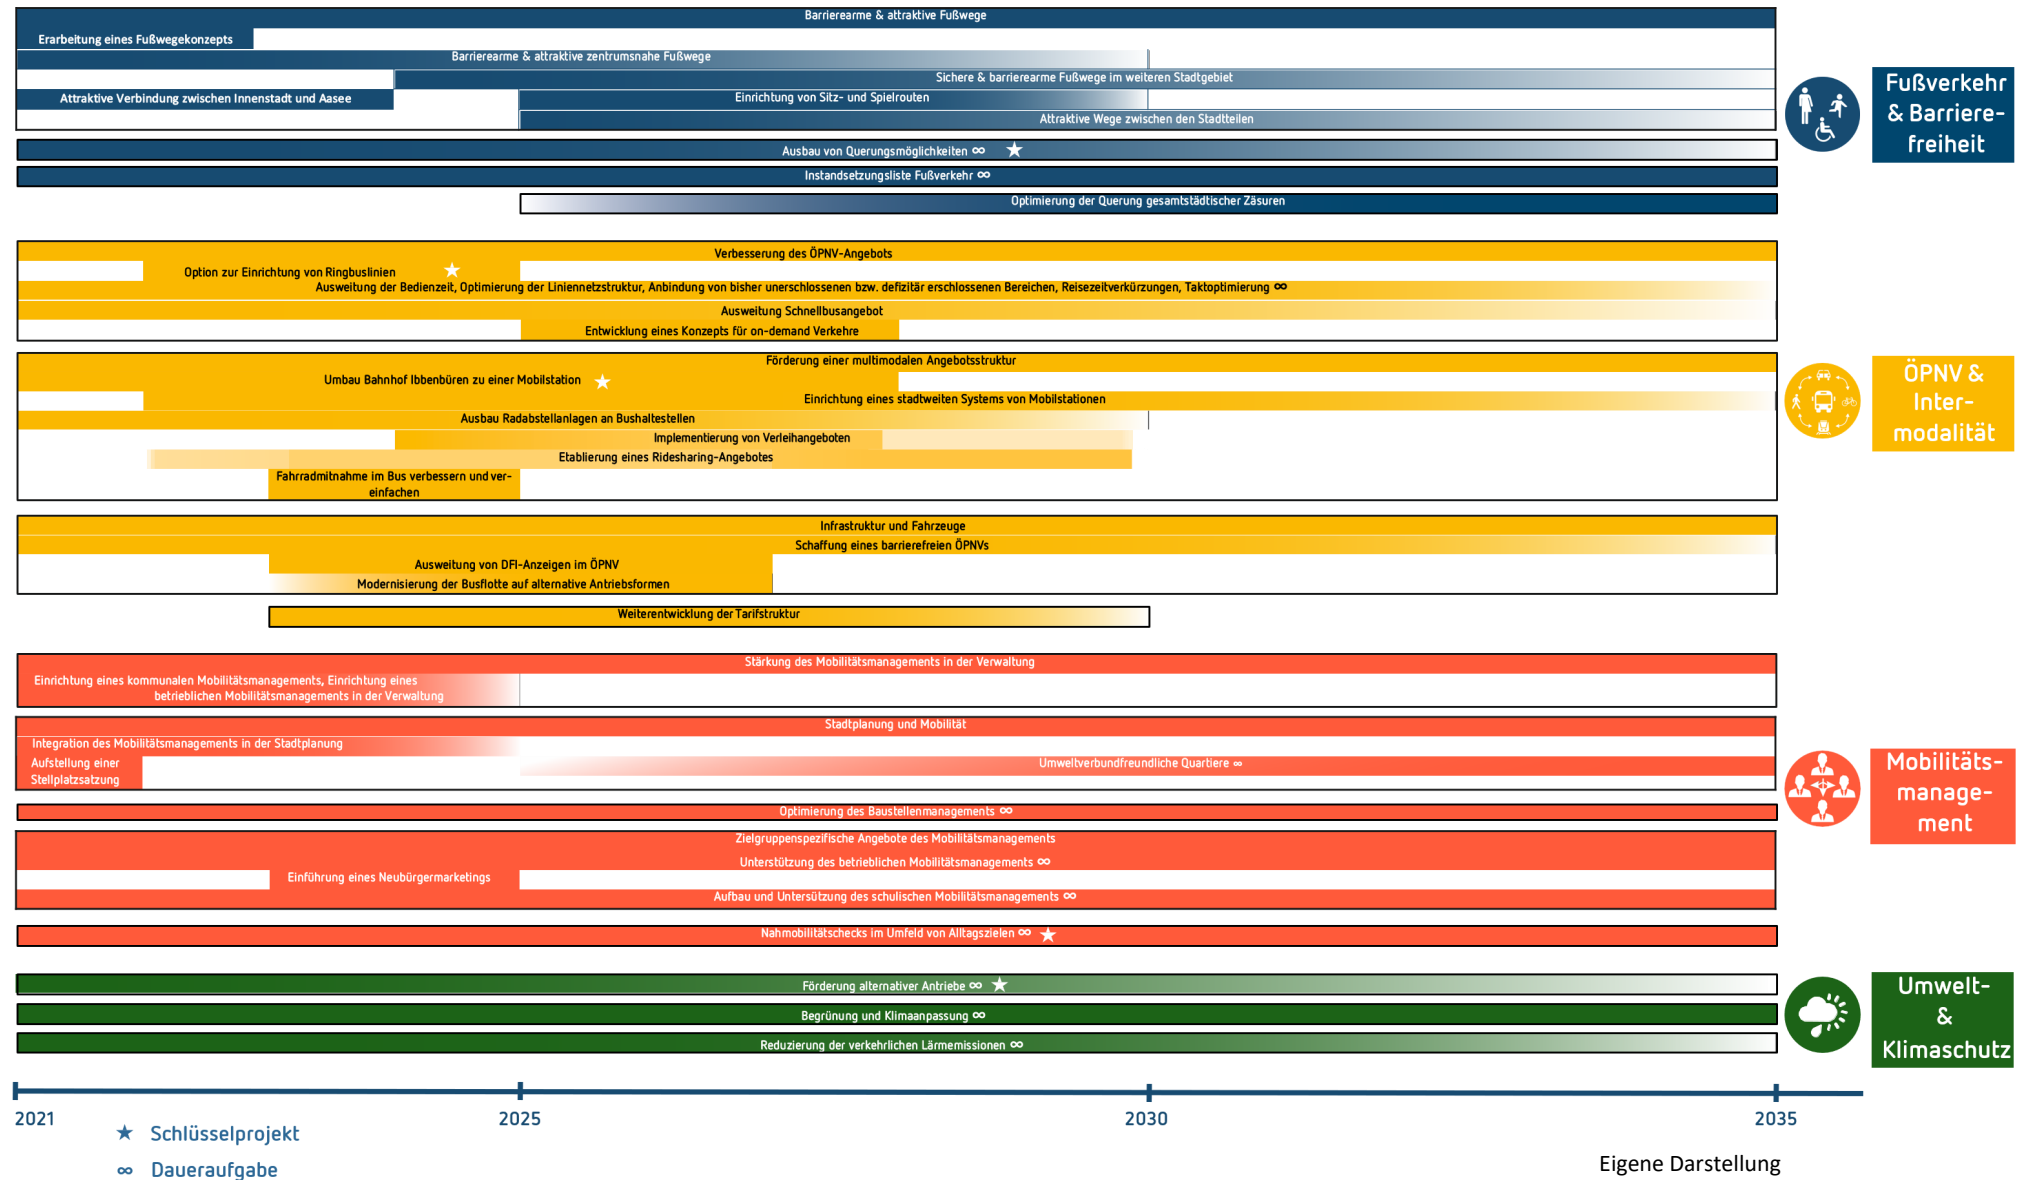 Barrierearme & attraktive Fußwege
Erarbeitung eines Fußwegekonzepts
Barrierearme & attraktive zentrumsnahe Fußwege
Sichere & barrierearme Fußwege im weiteren Stadtgebiet
Attraktive Verbindung zwischen Innenstadt und Aasee
Einrichtung von Sitz- und Spielrouten
Attraktive Wege zwischen den Stadtteilen
Ausbau von Querungsmöglichkeiten ∞ ★
Instandsetzungsliste Fußverkehr ∞
Optimierung der Querung gesamtstädtischer Zäsuren
Fußverkehr
& Barriere-
freiheit
Verbesserung des ÖPNV-Angebots
Option zur Einrichtung von Ringbuslinien ★
Ausweitung der Bedienzeit, Optimierung der Liniennetzstruktur, Anbindung von bisher unerschlossenen bzw. defizitär erschlossenen Bereichen, Reisezeitverkürzungen, Taktoptimierung ∞
Ausweitung Schnellbusangebot
Entwicklung eines Konzepts für on-demand Verkehre
Förderung einer multimodalen Angebotsstruktur
Umbau Bahnhof Ibbenbüren zu einer Mobilstation ★
Einrichtung eines stadtweiten Systems von Mobilstationen
Ausbau Radabstellanlagen an Bushaltestellen
Implementierung von Verleihangeboten
Etablierung eines Ridesharing-Angebotes
Fahrradmitnahme im Bus verbessern und ver-
einfachen
ÖPNV &
Inter-
modalität
Infrastruktur und Fahrzeuge
Schaffung eines barrierefreien ÖPNVs
Ausweitung von DFI-Anzeigen im ÖPNV
Modernisierung der Busflotte auf alternative Antriebsformen
Weiterentwicklung der Tarifstruktur
Stärkung des Mobilitätsmanagements in der Verwaltung
Einrichtung eines kommunalen Mobilitätsmanagements, Einrichtung eines
betrieblichen Mobilitätsmanagements in der Verwaltung
Stadtplanung und Mobilität
Integration des Mobilitätsmanagements in der Stadtplanung
Aufstellung einer
Stellplatzsatzung
Umweltverbundfreundliche Quartiere ∞
Optimierung des Baustellenmanagements ∞
Zielgruppenspezifische Angebote des Mobilitätsmanagements
Unterstützung des betrieblichen Mobilitätsmanagements ∞
Einführung eines Neubürgermarketings
Aufbau und Untersützung des schulischen Mobilitätsmanagements ∞
Nahmobilitätschecks im Umfeld von Alltagszielen ∞ ★
Mobilitäts-
manage-
ment
Förderung alternativer Antriebe ∞ ★
Begrünung und Klimaanpassung ∞
Reduzierung der verkehrlichen Lärmemissionen ∞
Umwelt-
&
Klimaschutz
2021 2025 2030 2035
★ Schlüsselprojekt
∞ Daueraufgabe
Eigene Darstellung